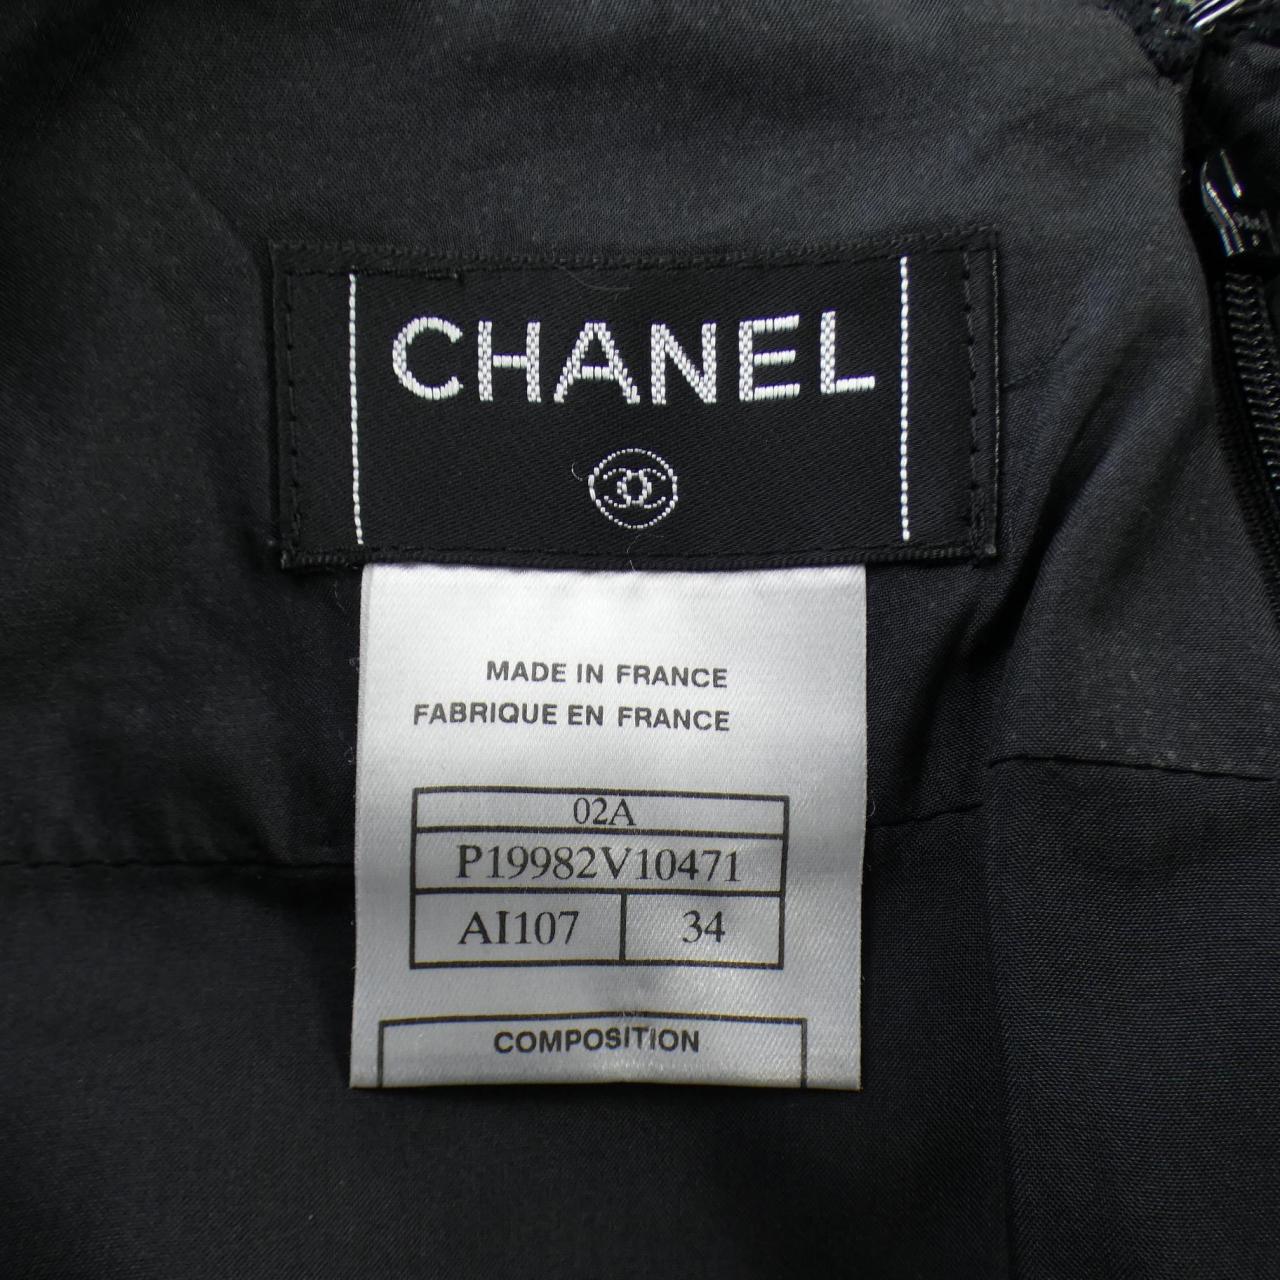 CHANEL
MADE IN FRANCE
FABRIQUE EN FRANCE
02A
P19982V10471
AI107 34
COMPOSITION